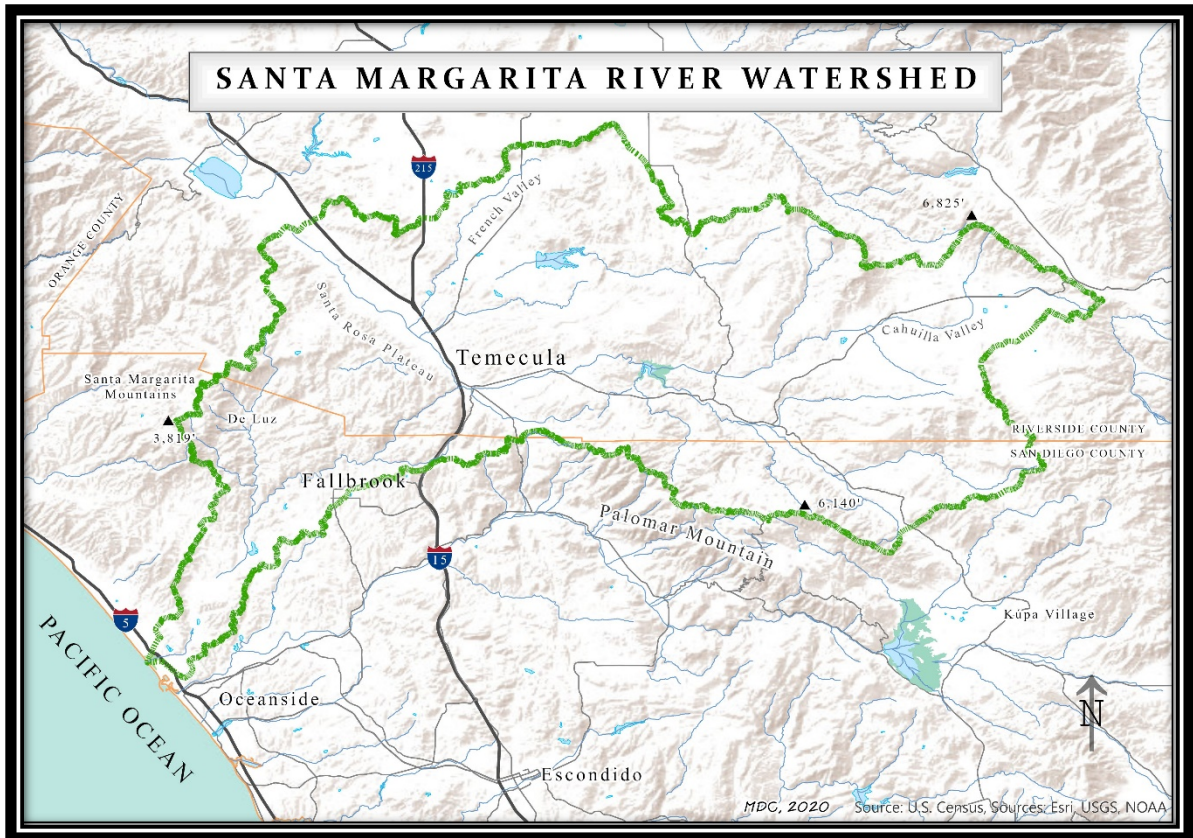 SANTA MARGARITA RIVER WATERSHED
215
6,825'
ORANGE COUNTY
French Valley
Santa Rosa Plateau
Cahuilla Valley
Temecula
Santa Margarita
Mountains
De Luz
3,819'
RIVERSIDE COUNTY
SAN DIEGO COUNTY
Fallbrook
6,140'
Palomar Mountain
15
Kúpa Village
5
PACIFIC OCEAN
Oceanside
N
Escondido
MDC, 2020
Source: U.S. Census, Sources: Esri, USGS, NOAA